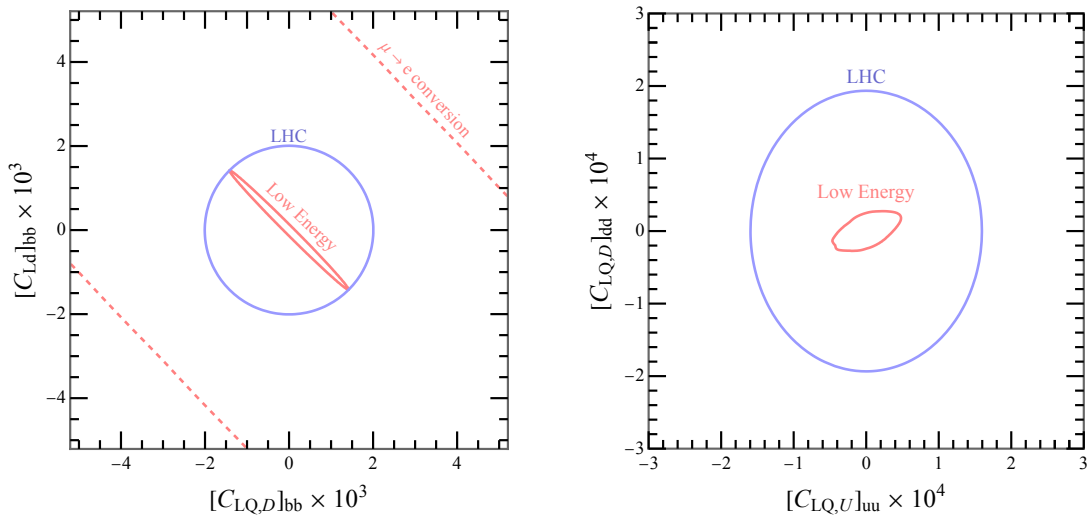 4
2
0
−2
−4
−4
−2
0
2
4
[C_Ld]_bb × 10^3
[C_LQ,D]_bb × 10^3
μ → e conversion
LHC
Low Energy
3
2
1
0
−1
−2
−3
−3
−2
−1
0
1
2
3
[C_LQ,D]_dd × 10^4
[C_LQ,U]_uu × 10^4
LHC
Low Energy